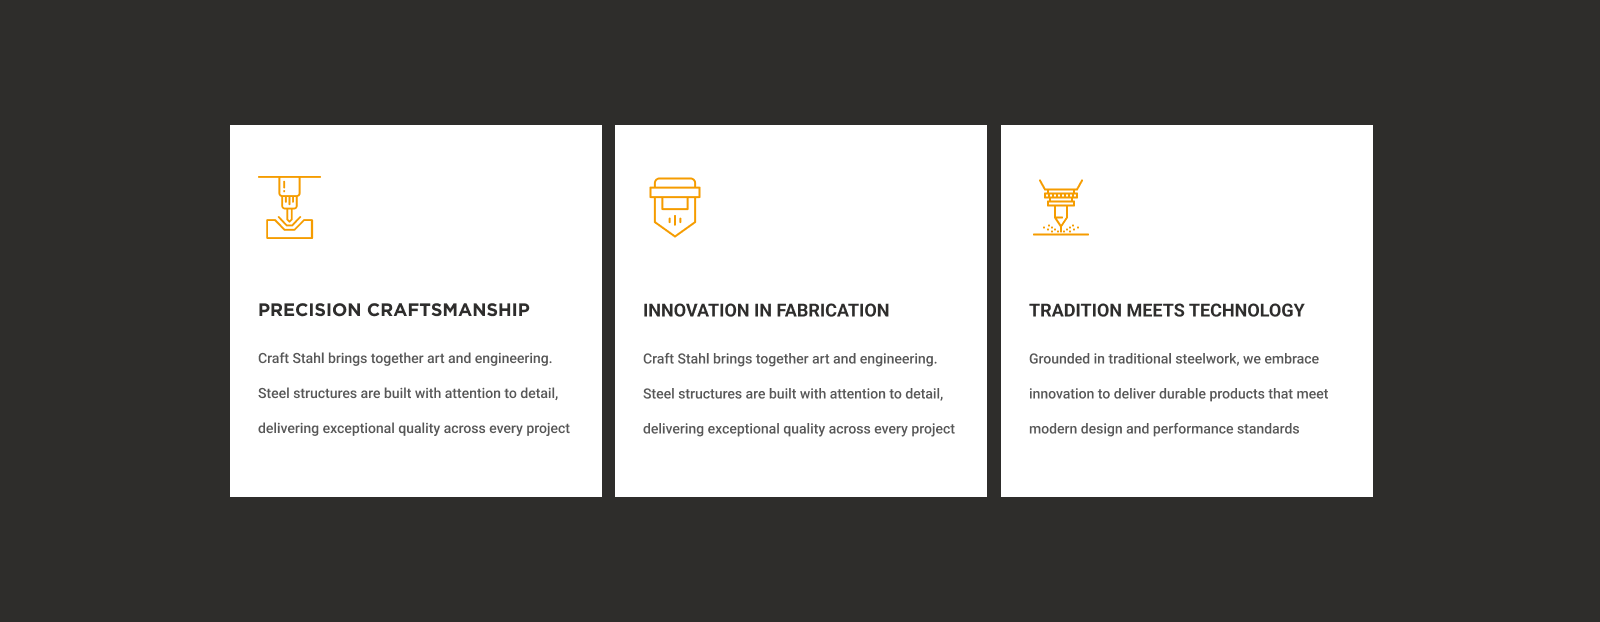 PRECISION CRAFTSMANSHIP
Craft Stahl brings together art and engineering.
Steel structures are built with attention to detail,
delivering exceptional quality across every project
INNOVATION IN FABRICATION
Craft Stahl brings together art and engineering.
Steel structures are built with attention to detail,
delivering exceptional quality across every project
TRADITION MEETS TECHNOLOGY
Grounded in traditional steelwork, we embrace
innovation to deliver durable products that meet
modern design and performance standards